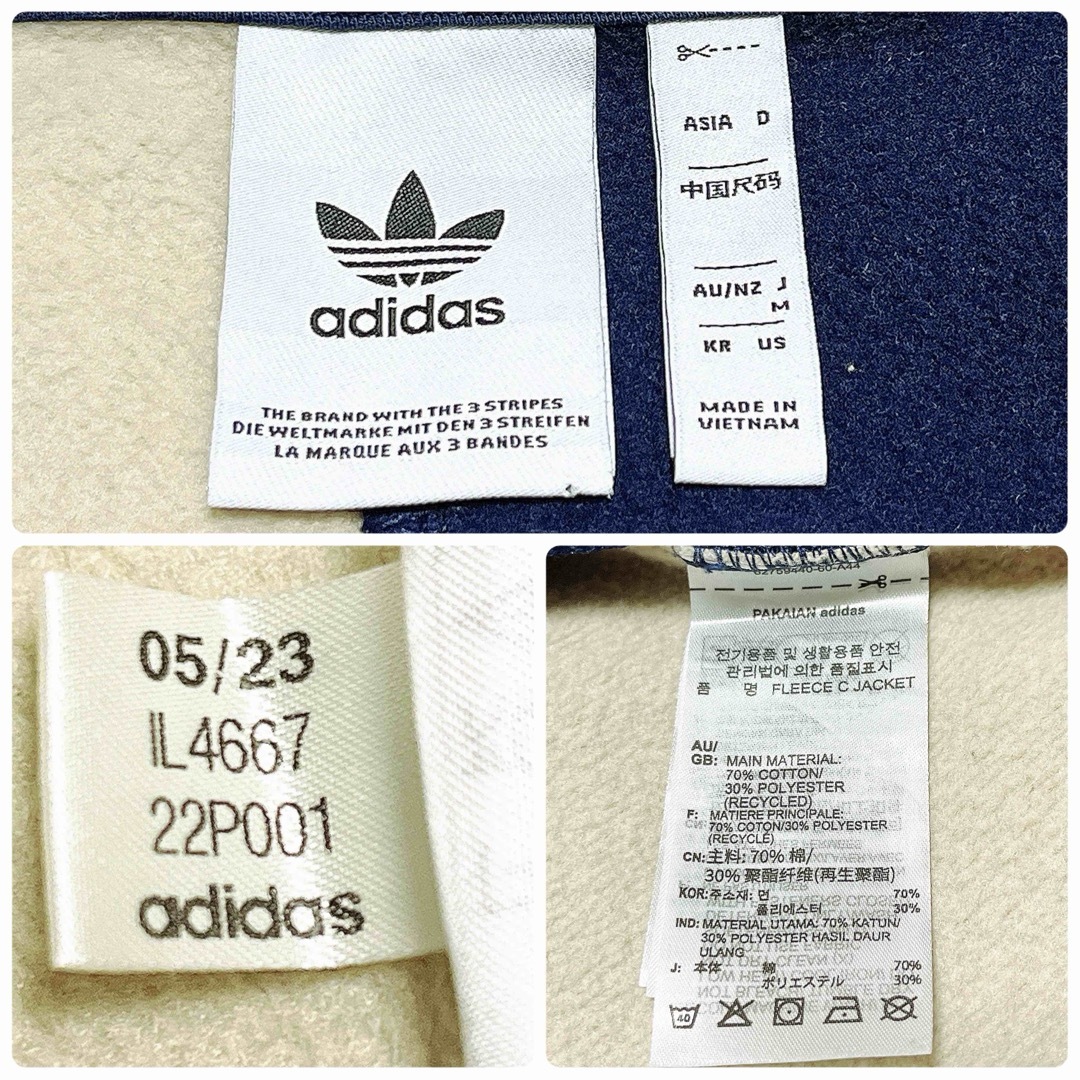 adidas
THE BRAND WITH THE 3 STRIPES
DIE WELTMARKE MIT DEN 3 STREIFEN
LA MARQUE AUX 3 BANDES
ASIA D
中国尺码
AU/NZ J
M
KR US
MADE IN
VIETNAM
05/23
IL4667
22P001
adidas
PAKAIAN adidas
전기용품 및 생활용품 안전
관리법에 의한 품질표시
품 명 FLEECE C JACKET
AU/
GB: MAIN MATERIAL:
70% COTTON/
30% POLYESTER
(RECYCLED)
F: MATIERE PRINCIPALE:
70% COTON/30% POLYESTER
(RECYCLÉ)
CN: 主料: 70% 棉/
30% 聚酯纤维(再生聚酯)
KOR: 주소재: 면 70%
폴리에스터 30%
IND: MATERIAL UTAMA: 70% KATUN/
30% POLYESTER HASIL DAUR
ULANG
J: 本体 綿 70%
ポリエステル 30%
40